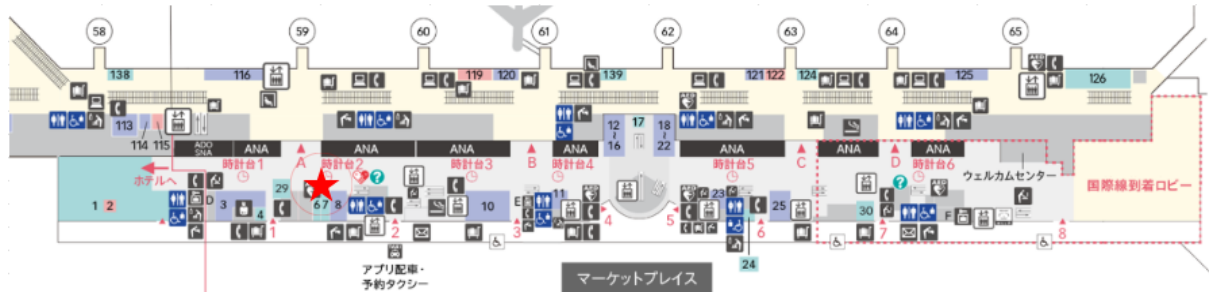 58 59 60 61 62 63 64 65
138 116 119 120 139 121 122 124 125 126
113
114 115
12~16 17 18~22
ADO SNA
ANA ANA ANA ANA ANA ANA
A B C D
時計台1 時計台2 時計台3 時計台4 時計台5 時計台6
ホテルへ
ウェルカムセンター
国際線到着ロビー
1 2 3 4 29 6 7 8 10 11 23 25 30
D E F
1 2 3 4 5 6 7 8
24
アプリ配車・
予約タクシー
マーケットプレイス